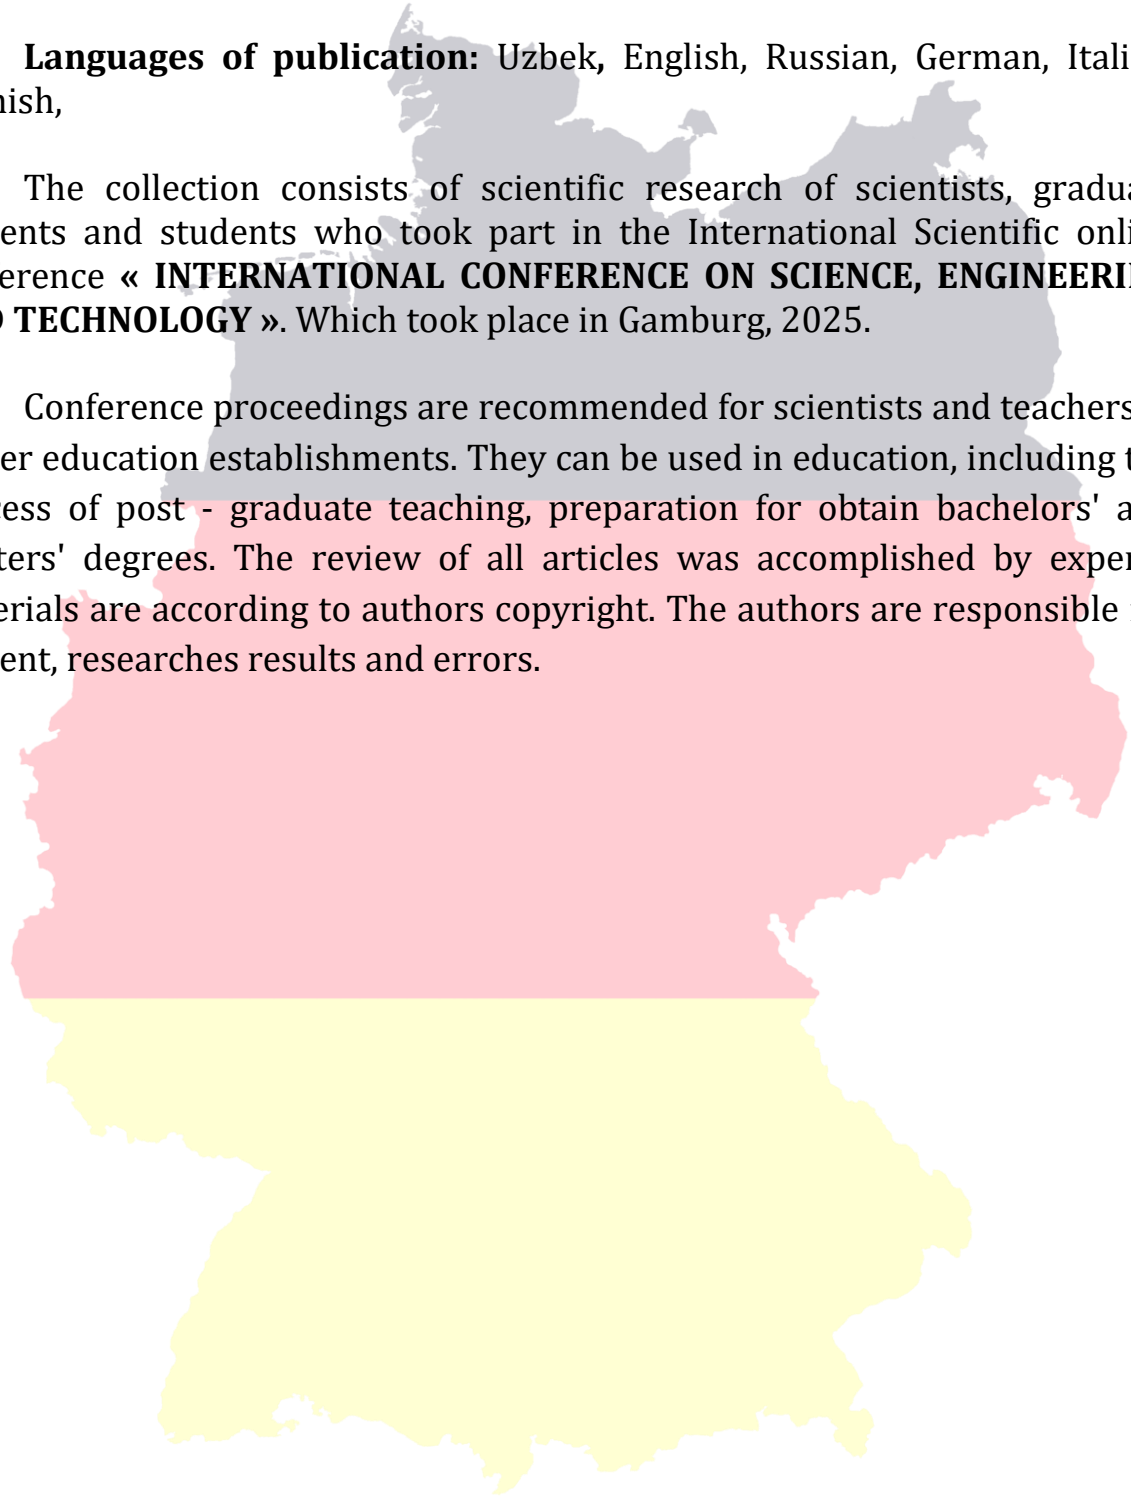 Languages of publication: Uzbek, English, Russian, German, Itali
nish,
The collection consists of scientific research of scientists, gradua
ents and students who took part in the International Scientific onli
erence « INTERNATIONAL CONFERENCE ON SCIENCE, ENGINEERI
TECHNOLOGY ». Which took place in Gamburg, 2025.
Conference proceedings are recommended for scientists and teachers
er education establishments. They can be used in education, including t
cess of post - graduate teaching, preparation for obtain bachelors' a
ters' degrees. The review of all articles was accomplished by exper
erials are according to authors copyright. The authors are responsible
ent, researches results and errors.